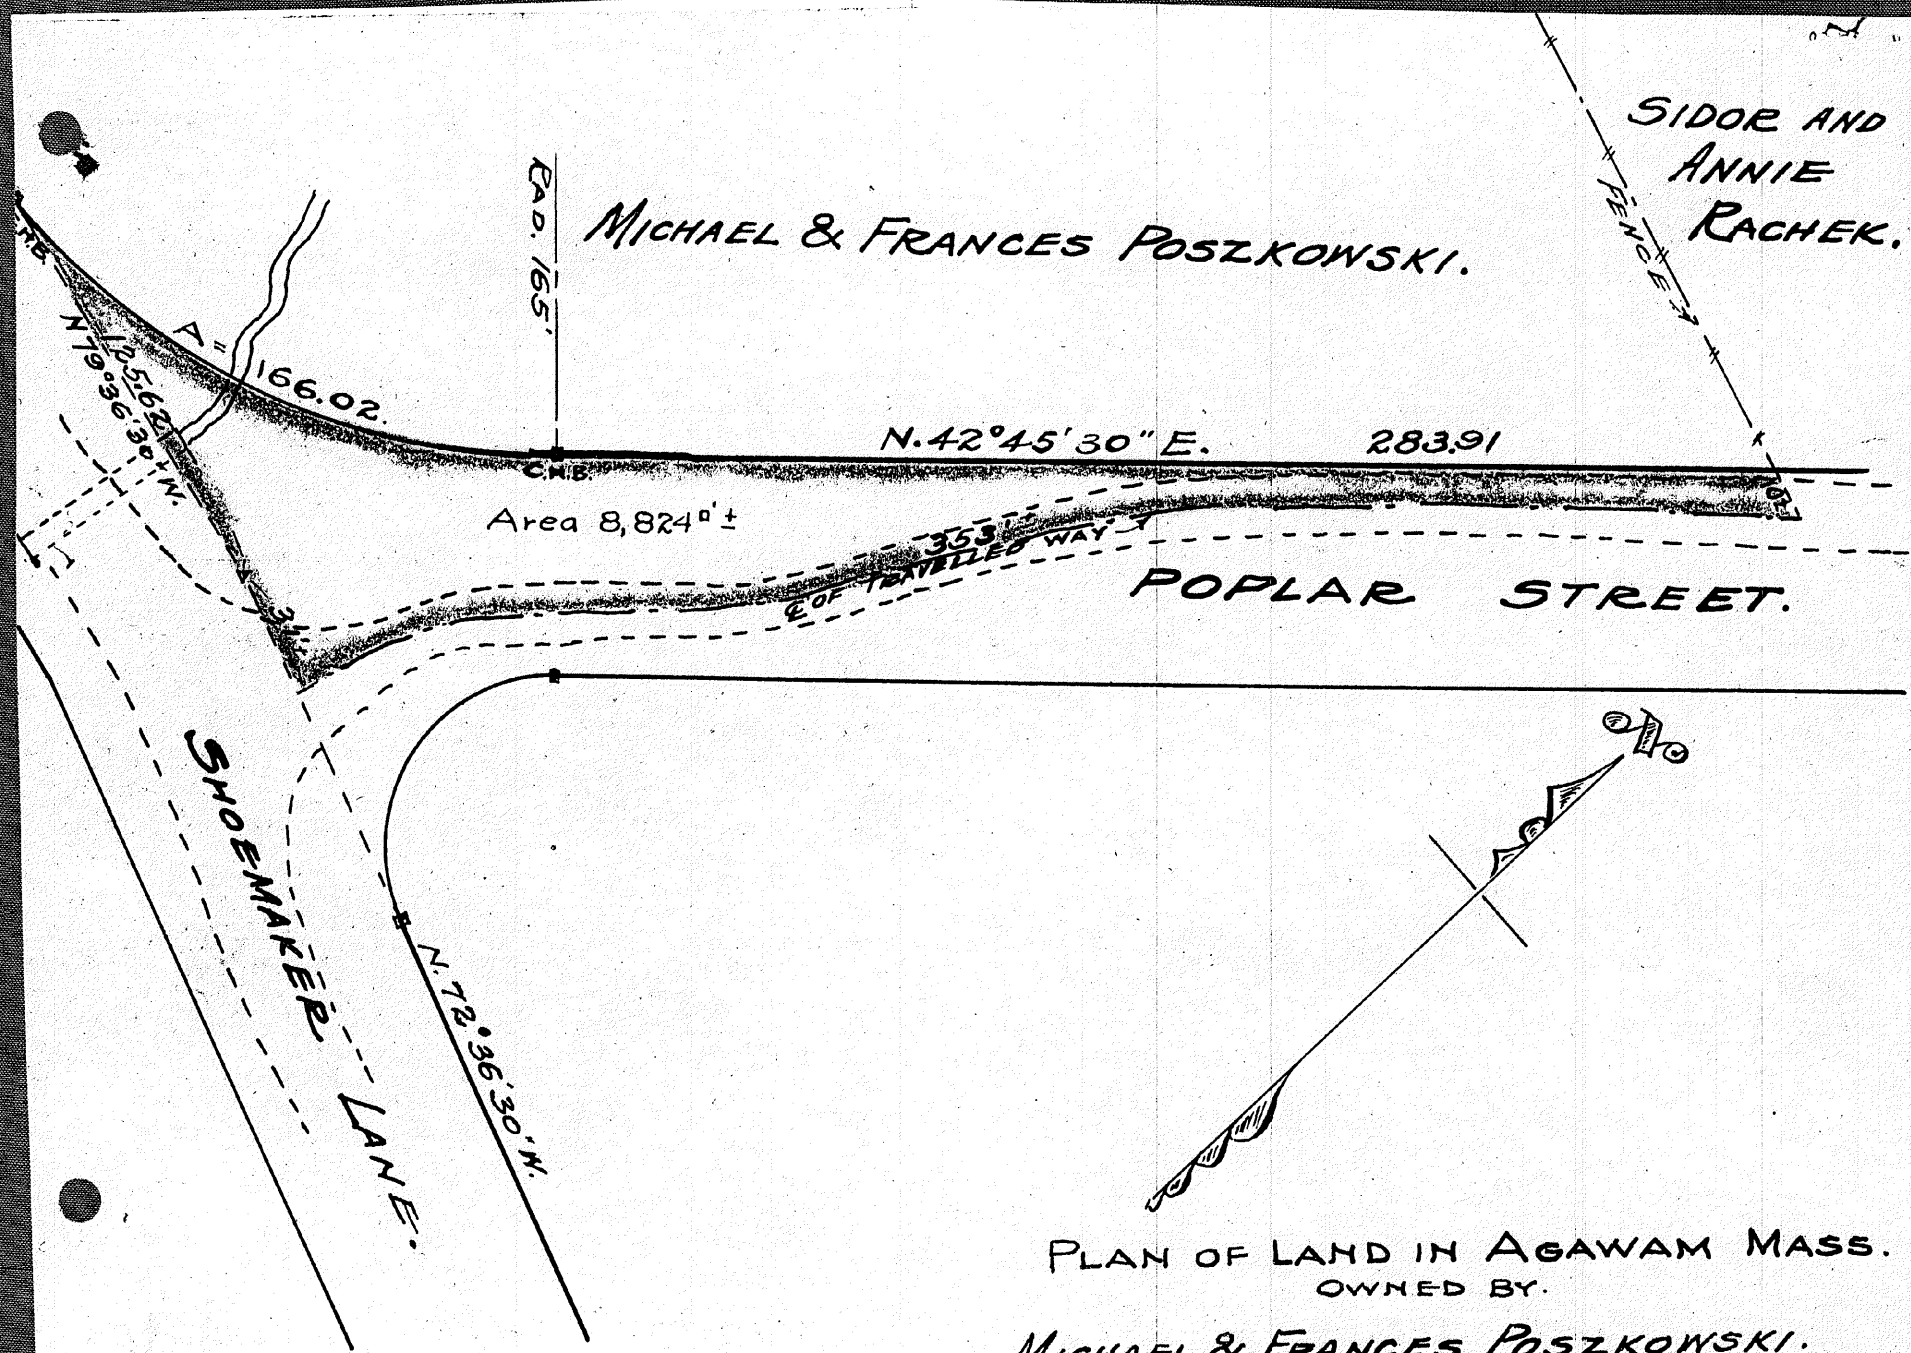 SIDOR AND
ANNIE
RACHEK.
FENCE
RAD. 165'
MICHAEL & FRANCES POSZKOWSKI.
A = 166.02.
125.62
N 79°36'30" W.
N. 42°45'30" E. 283.91
C.H.B.
Area 8,824□' ±
353' ±
℄ OF TRAVELLED WAY
31' ±
POPLAR STREET.
SHOEMAKER LANE.
N. 72°36'30" W.
PLAN OF LAND IN AGAWAM MASS.
OWNED BY.
MICHAEL & FRANCES POSZKOWSKI.